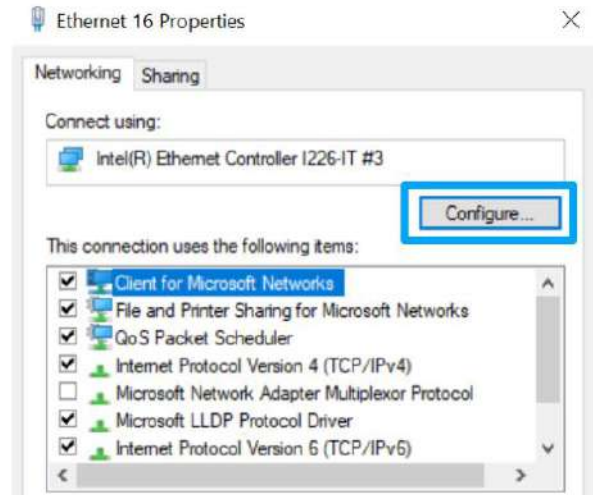 Ethernet 16 Properties
Networking Sharing
Connect using:
Intel(R) Ethernet Controller I226-IT #3
Configure...
This connection uses the following items:
Client for Microsoft Networks
File and Printer Sharing for Microsoft Networks
QoS Packet Scheduler
Internet Protocol Version 4 (TCP/IPv4)
Microsoft Network Adapter Multiplexor Protocol
Microsoft LLDP Protocol Driver
Internet Protocol Version 6 (TCP/IPv6)